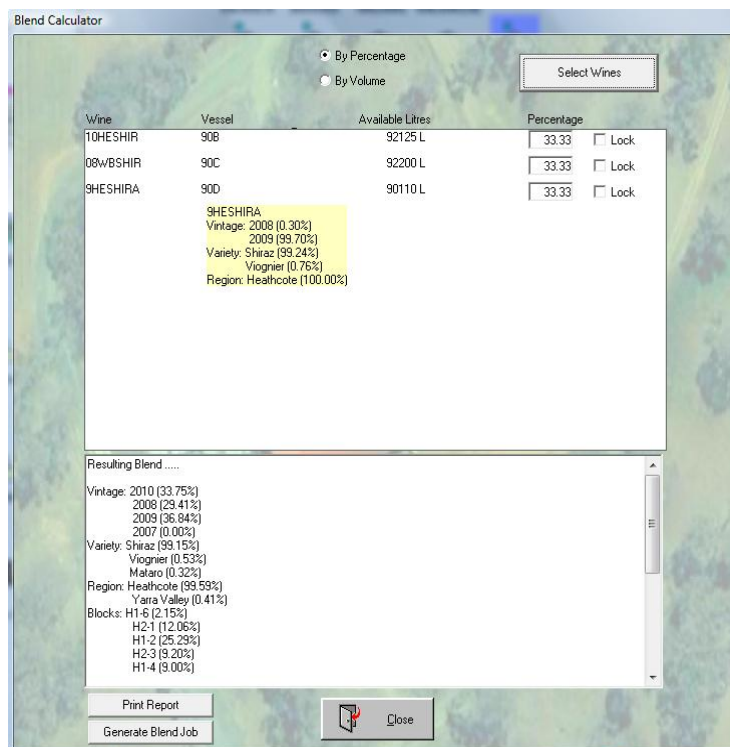 Blend Calculator
By Percentage
By Volume
Select Wines
Wine Vessel Available Litres Percentage
10HESHIR 90B 92125 L 33.33 Lock
08WBSHIR 90C 92200 L 33.33 Lock
9HESHIRA 90D 90110 L 33.33 Lock
9HESHIRA
Vintage: 2008 (0.30%)
2009 (99.70%)
Variety: Shiraz (99.24%)
Viognier (0.76%)
Region: Heathcote (100.00%)
Resulting Blend .....
Vintage: 2010 (33.75%)
2008 (29.41%)
2009 (36.84%)
2007 (0.00%)
Variety: Shiraz (99.15%)
Viognier (0.53%)
Mataro (0.32%)
Region: Heathcote (99.59%)
Yarra Valley (0.41%)
Blocks: H1-6 (2.15%)
H2-1 (12.06%)
H1-2 (25.29%)
H2-3 (9.20%)
H1-4 (9.00%)
Print Report
Close
Generate Blend Job